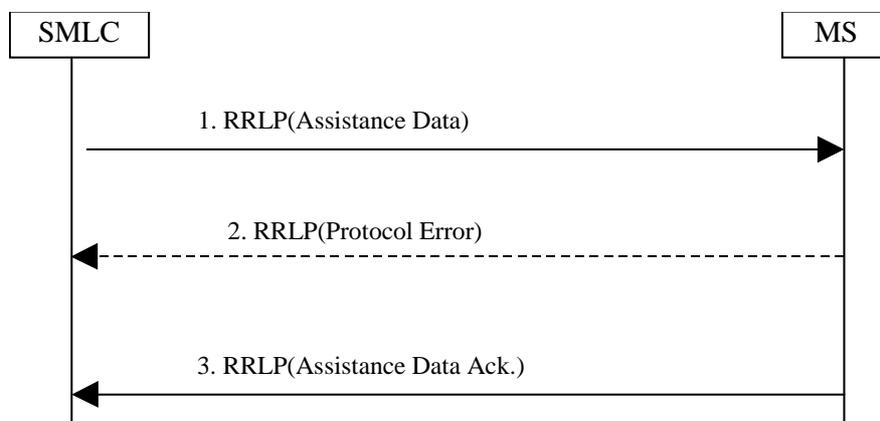 SMLC
MS
1. RRLP(Assistance Data)
2. RRLP(Protocol Error)
3. RRLP(Assistance Data Ack.)